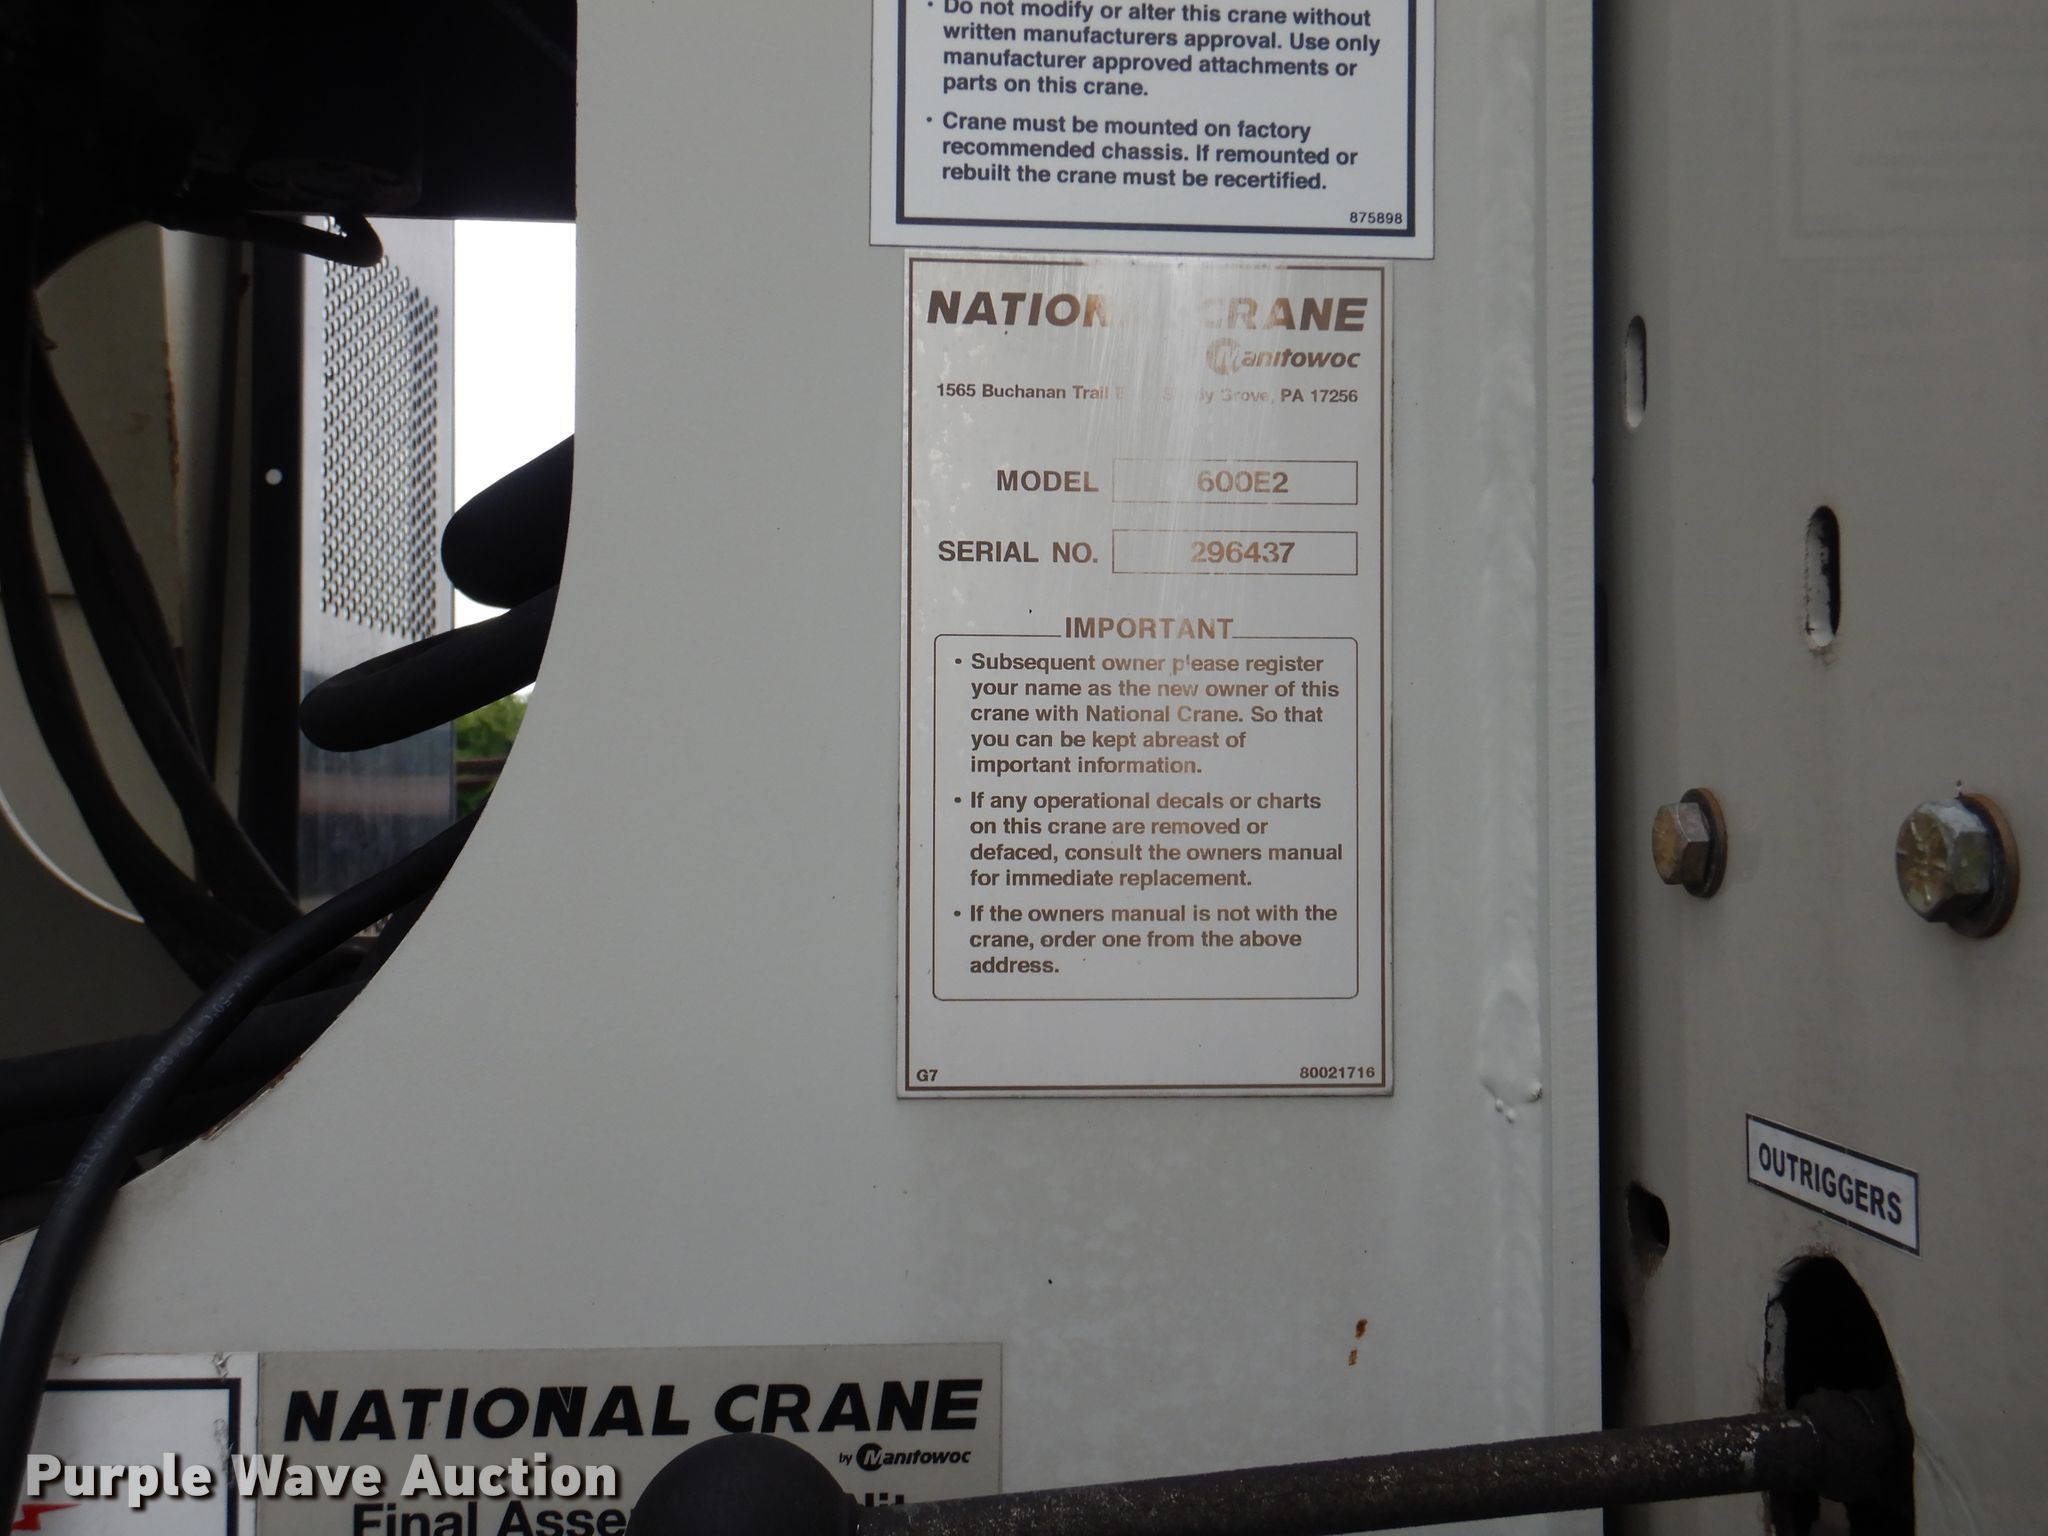 • Do not modify or alter this crane without
written manufacturers approval. Use only
manufacturer approved attachments or
parts on this crane.
• Crane must be mounted on factory
recommended chassis. If remounted or
rebuilt the crane must be recertified.
875898
NATION CRANE
Manitowoc
1565 Buchanan Trail Grove, PA 17256
MODEL 600E2
SERIAL NO. 296437
IMPORTANT
• Subsequent owner please register
your name as the new owner of this
crane with National Crane. So that
you can be kept abreast of
important information.
• If any operational decals or charts
on this crane are removed or
defaced, consult the owners manual
for immediate replacement.
• If the owners manual is not with the
crane, order one from the above
address.
G7 80021716
OUTRIGGERS
NATIONAL CRANE
by Manitowoc
Final Asse
Purple Wave Auction